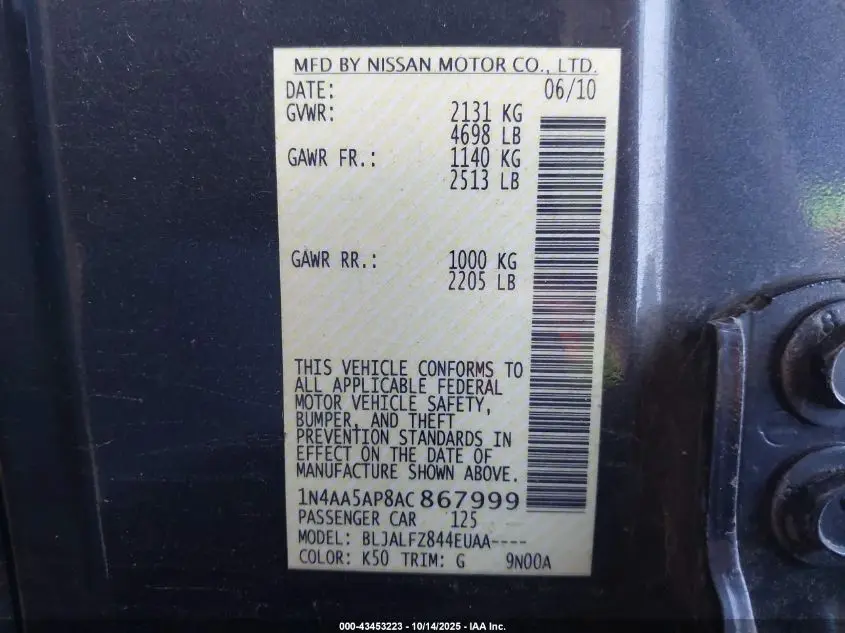 MFD BY NISSAN MOTOR CO., LTD.
DATE: 06/10
GVWR: 2131 KG
4698 LB
GAWR FR.: 1140 KG
2513 LB
GAWR RR.: 1000 KG
2205 LB
THIS VEHICLE CONFORMS TO
ALL APPLICABLE FEDERAL
MOTOR VEHICLE SAFETY,
BUMPER, AND THEFT
PREVENTION STANDARDS IN
EFFECT ON THE DATE OF
MANUFACTURE SHOWN ABOVE.
1N4AA5AP8AC867999
PASSENGER CAR 125
MODEL: BLJALFZ844EUAA----
COLOR: K50 TRIM: G 9N00A
000-43453223 - 10/14/2025 - IAA Inc.